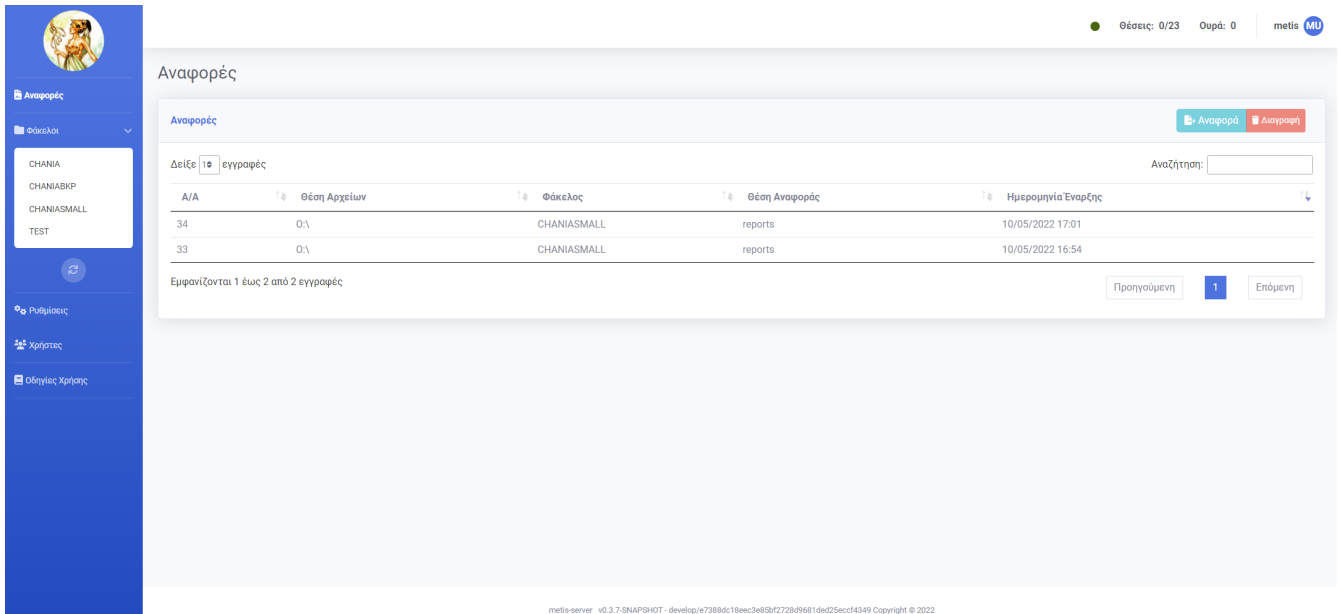 Θέσεις: 0/23 Ουρά: 0 metis MU
Αναφορές
Αναφορές
Φάκελοι
CHANIA
CHANIABKP
CHANIASMALL
TEST
Ρυθμίσεις
Χρήστες
Οδηγίες Χρήσης
Αναφορές Αναφορά Διαγραφή
Δείξε 10 εγγραφές Αναζήτηση:
Α/Α Θέση Αρχείων Φάκελος Θέση Αναφοράς Ημερομηνία Έναρξης
34 O:\ CHANIASMALL reports 10/05/2022 17:01
33 O:\ CHANIASMALL reports 10/05/2022 16:54
Εμφανίζονται 1 έως 2 από 2 εγγραφές
Προηγούμενη 1 Επόμενη
metis-server v0.3.7-SNAPSHOT - develop/e7388dc18eec3e85bf2728d9681ded25eccf4349 Copyright © 2022